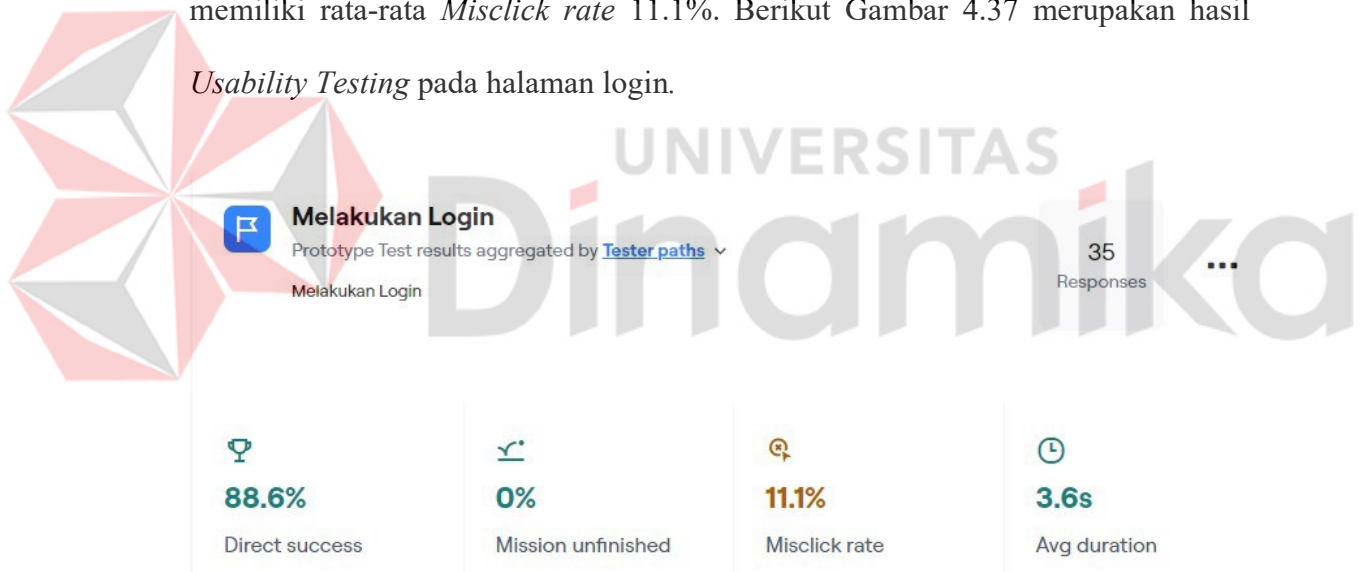 memiliki rata-rata Misclick rate 11.1%. Berikut Gambar 4.37 merupakan hasil
Usability Testing pada halaman login.
UNIVERSITAS
Dinamika
Melakukan Login
Prototype Test results aggregated by Tester paths
Melakukan Login
35
Responses
88.6%
Direct success
0%
Mission unfinished
11.1%
Misclick rate
3.6s
Avg duration